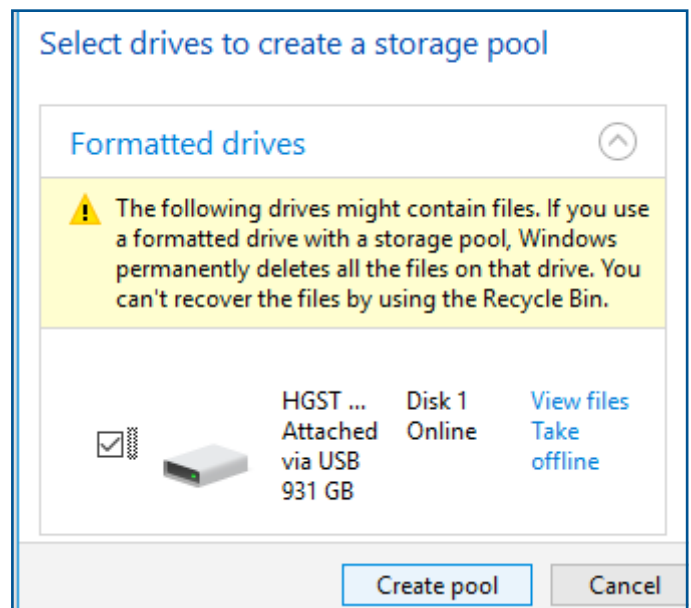 Select drives to create a storage pool
Formatted drives
The following drives might contain files. If you use
a formatted drive with a storage pool, Windows
permanently deletes all the files on that drive. You
can't recover the files by using the Recycle Bin.
HGST ... Disk 1 View files
Attached Online Take
via USB offline
931 GB
Create pool Cancel